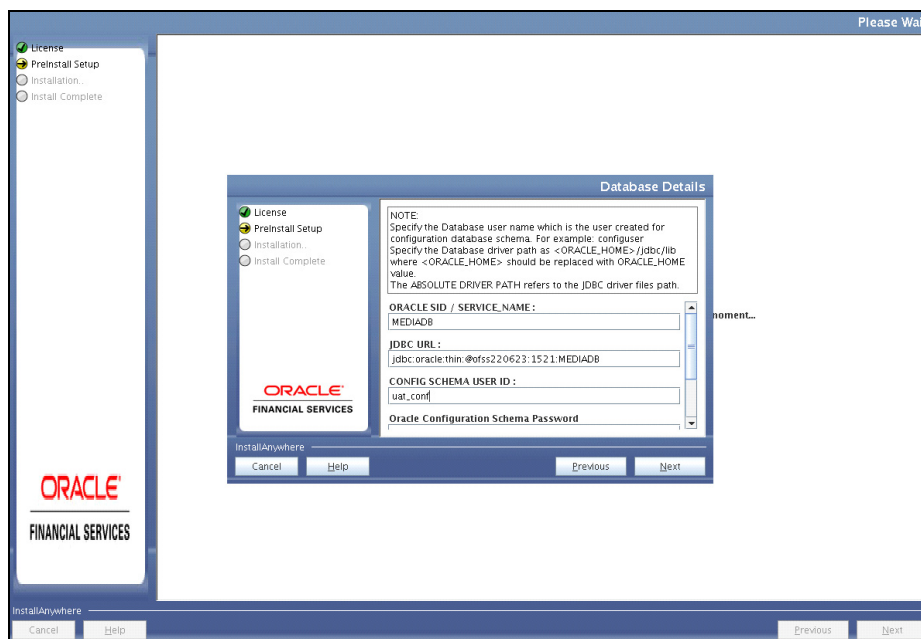 Please Wai
License
PreInstall Setup
Installation...
Install Complete
Database Details
License
PreInstall Setup
Installation...
Install Complete
NOTE:
Specify the Database user name which is the user created for
configuration database schema. For example: configuser
Specify the Database driver path as <ORACLE_HOME>/jdbc/lib
where <ORACLE_HOME> should be replaced with ORACLE_HOME
value.
The ABSOLUTE DRIVER PATH refers to the JDBC driver files path.
ORACLE SID / SERVICE_NAME :
MEDIADB
JDBC URL :
jdbc:oracle:thin:@ofss220623:1521:MEDIADB
CONFIG SCHEMA USER ID :
uat_conf
Oracle Configuration Schema Password
ORACLE
FINANCIAL SERVICES
InstallAnywhere
Cancel
Help
Previous
Next
moment...
ORACLE
FINANCIAL SERVICES
InstallAnywhere
Cancel
Help
Previous
Next